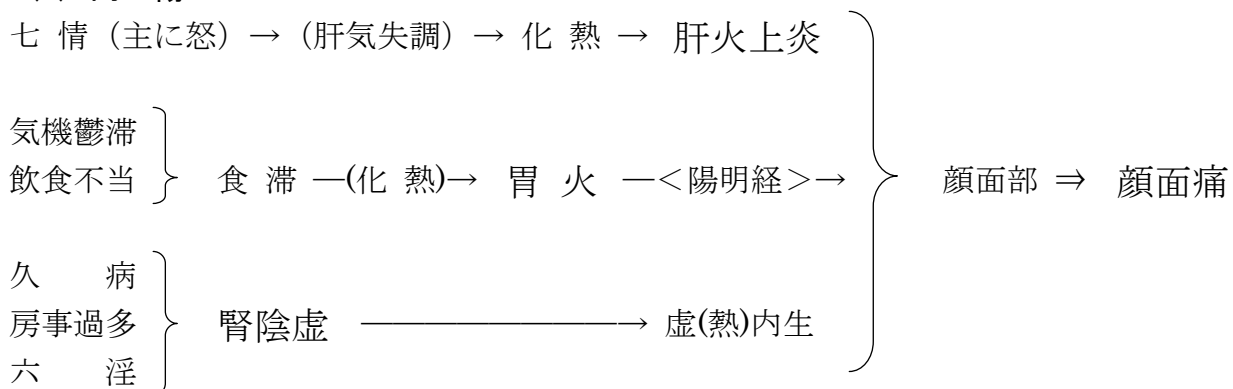 七 情（主に怒）→（肝気失調）→ 化 熱 → 肝火上炎
気機鬱滞
飲食不当
食 滞 ―(化 熱)→ 胃 火 ―＜陽明経＞→
顔面部 ⇒ 顔面痛
久 病
房事過多
六 淫
腎陰虚 ―――――――――→ 虚(熱)内生